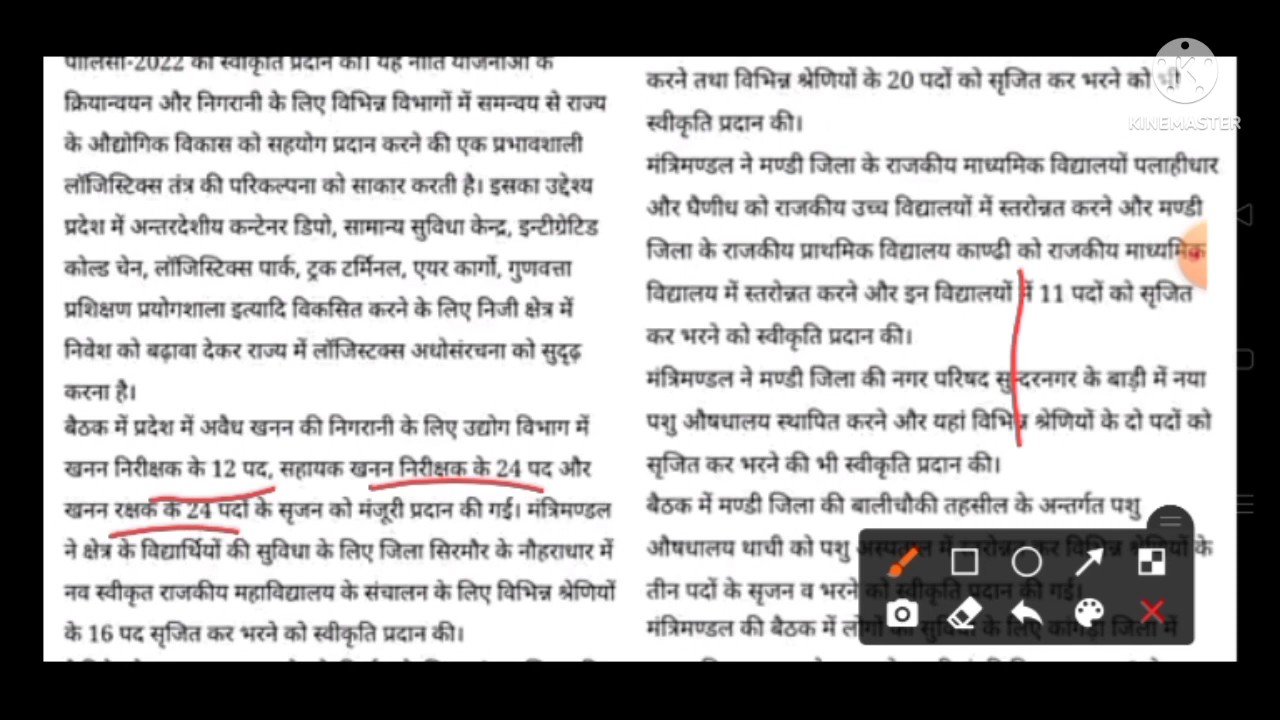 पॉलिसी-2022 को स्वीकृति प्रदान की। यह नीति योजनाओं के
क्रियान्वयन और निगरानी के लिए विभिन्न विभागों में समन्वय से राज्य
के औद्योगिक विकास को सहयोग प्रदान करने की एक प्रभावशाली
लॉजिस्टिक्स तंत्र की परिकल्पना को साकार करती है। इसका उद्देश्य
प्रदेश में अन्तरदेशीय कन्टेनर डिपो, सामान्य सुविधा केन्द्र, इन्टीग्रेटिड
कोल्ड चेन, लॉजिस्टिक्स पार्क, ट्रक टर्मिनल, एयर कार्गो, गुणवत्ता
प्रशिक्षण प्रयोगशाला इत्यादि विकसित करने के लिए निजी क्षेत्र में
निवेश को बढ़ावा देकर राज्य में लॉजिस्टक्स अधोसंरचना को सुदृढ़
करना है।
बैठक में प्रदेश में अवैध खनन की निगरानी के लिए उद्योग विभाग में
खनन निरीक्षक के 12 पद, सहायक खनन निरीक्षक के 24 पद और
खनन रक्षक के 24 पदों के सृजन को मंजूरी प्रदान की गई। मंत्रिमण्डल
ने क्षेत्र के विद्यार्थियों की सुविधा के लिए जिला सिरमौर के नौहराधार में
नव स्वीकृत राजकीय महाविद्यालय के संचालन के लिए विभिन्न श्रेणियों
के 16 पद सृजित कर भरने को स्वीकृति प्रदान की।
करने तथा विभिन्न श्रेणियों के 20 पदों को सृजित कर भरने को भी
स्वीकृति प्रदान की।
मंत्रिमण्डल ने मण्डी जिला के राजकीय माध्यमिक विद्यालयों पलाहीधार
और घैणीध को राजकीय उच्च विद्यालयों में स्तरोन्नत करने और मण्डी
जिला के राजकीय प्राथमिक विद्यालय काण्ढी को राजकीय माध्यमिक
विद्यालय में स्तरोन्नत करने और इन विद्यालयों में 11 पदों को सृजित
कर भरने को स्वीकृति प्रदान की।
मंत्रिमण्डल ने मण्डी जिला की नगर परिषद सुन्दरनगर के बाड़ी में नया
पशु औषधालय स्थापित करने और यहां विभिन्न श्रेणियों के दो पदों को
सृजित कर भरने की भी स्वीकृति प्रदान की।
बैठक में मण्डी जिला की बालीचौकी तहसील के अन्तर्गत पशु
औषधालय थाची को पशु अस्पताल में स्तरोन्नत कर विभिन्न श्रेणियों के
तीन पदों के सृजन व भरने को स्वीकृति प्रदान की गई।
मंत्रिमण्डल की बैठक में लोगों की सुविधा के लिए कांगड़ा जिला में
KINEMASTER